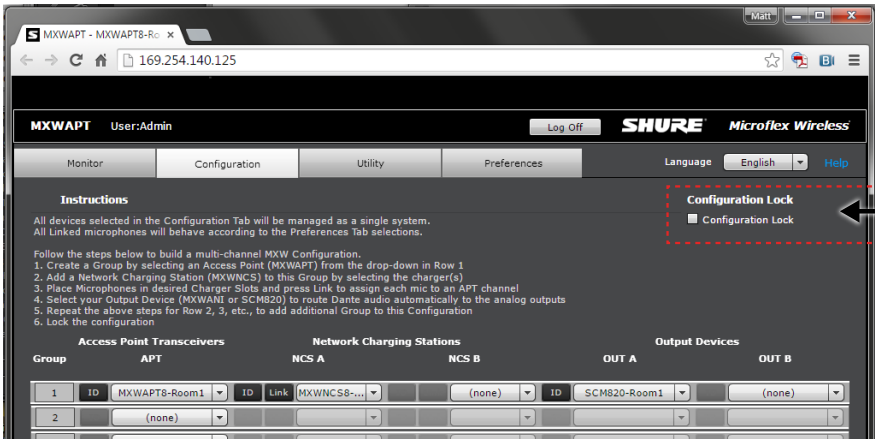 Matt
MXWAPT - MXWAPT8-Ro
169.254.140.125
MXWAPT User:Admin Log Off SHURE Microflex Wireless
Monitor Configuration Utility Preferences Language English Help
Instructions
Configuration Lock
Configuration Lock
All devices selected in the Configuration Tab will be managed as a single system.
All Linked microphones will behave according to the Preferences Tab selections.
Follow the steps below to build a multi-channel MXW Configuration.
1. Create a Group by selecting an Access Point (MXWAPT) from the drop-down in Row 1
2. Add a Network Charging Station (MXWNCS) to this Group by selecting the charger(s)
3. Place Microphones in desired Charger Slots and press Link to assign each mic to an APT channel
4. Select your Output Device (MXWANI or SCM820) to route Dante audio automatically to the analog outputs
5. Repeat the above steps for Row 2, 3, etc., to add additional Group to this Configuration
6. Lock the configuration
Access Point Transceivers Network Charging Stations Output Devices
Group APT NCS A NCS B OUT A OUT B
1 ID MXWAPT8-Room1 ID Link MXWNCS8-... (none) ID SCM820-Room1 (none)
2 (none)